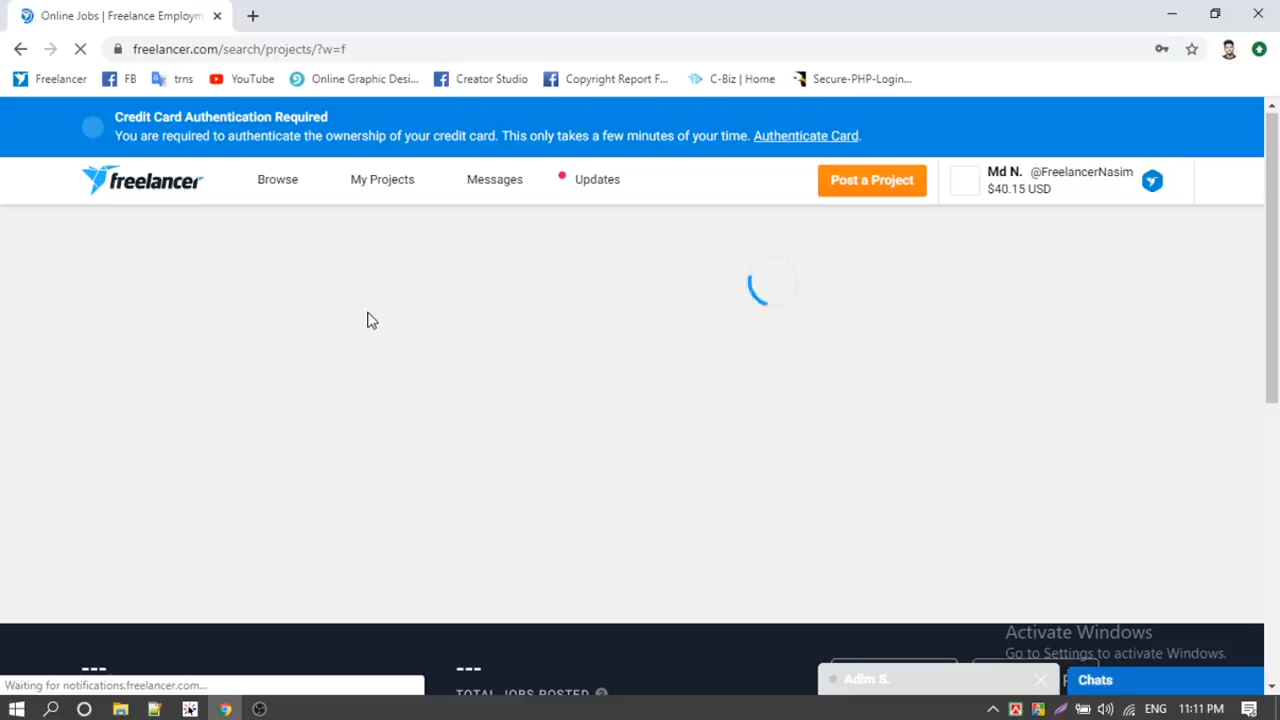 Online Jobs | Freelance Employm
freelancer.com/search/projects/?w=f
Freelancer FB trns YouTube Online Graphic Desi... Creator Studio Copyright Report F... C-Biz | Home Secure-PHP-Login...
Credit Card Authentication Required
You are required to authenticate the ownership of your credit card. This only takes a few minutes of your time. Authenticate Card.
freelancer Browse My Projects Messages Updates Post a Project
Md N. @FreelancerNasim
$40.15 USD
Activate Windows
Go to Settings to activate Windows.
--- ---
TOTAL JOBS POSTED
Adim S.
Chats
Waiting for notifications.freelancer.com...
ENG 11:11 PM